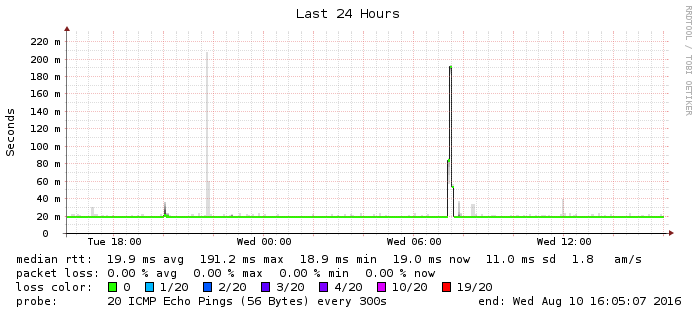 Last 24 Hours
RRDTOOL / TOBI OETIKER
Seconds
220 m
200 m
180 m
160 m
140 m
120 m
100 m
80 m
60 m
40 m
20 m
0
Tue 18:00 Wed 00:00 Wed 06:00 Wed 12:00
median rtt: 19.9 ms avg 191.2 ms max 18.9 ms min 19.0 ms now 11.0 ms sd 1.8 am/s
packet loss: 0.00 % avg 0.00 % max 0.00 % min 0.00 % now
loss color: 0 1/20 2/20 3/20 4/20 10/20 19/20
probe: 20 ICMP Echo Pings (56 Bytes) every 300s end: Wed Aug 10 16:05:07 2016